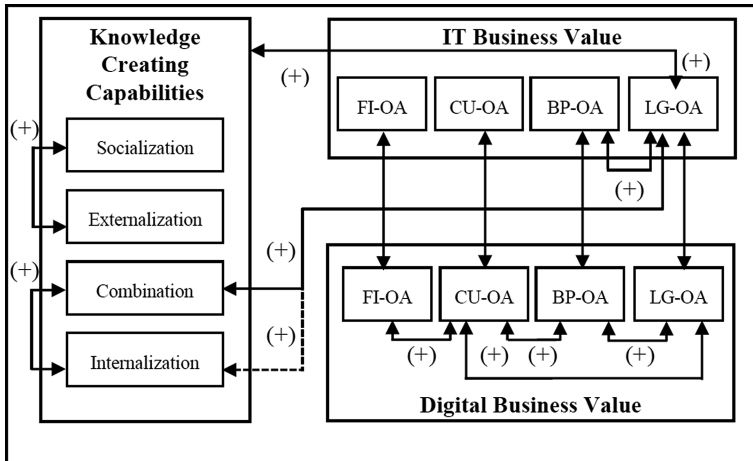 Knowledge
Creating
Capabilities
(+)
Socialization
Externalization
(+)
Combination
Internalization
(+)
(+)
(+)
IT Business Value
(+)
FI-OA
CU-OA
BP-OA
LG-OA
(+)
FI-OA
CU-OA
BP-OA
LG-OA
(+)
(+)
(+)
(+)
Digital Business Value